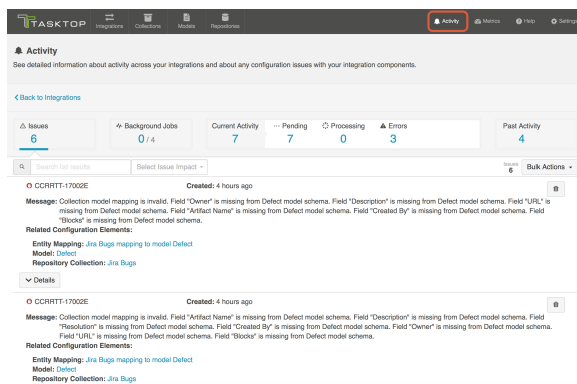 TASKTOP
Integrations
Collections
Models
Repositories
Activity
Metrics
Help
Settings
Activity
See detailed information about activity across your integrations and about any configuration issues with your integration components.
Back to Integrations
Issues
6
Background Jobs
0 / 4
Current Activity
7
Pending
7
Processing
0
Errors
3
Past Activity
4
Search list results
Select Issue Impact
Issues
6
Bulk Actions
CCRRTT-17002E
Created: 4 hours ago
Message: Collection model mapping is invalid. Field "Owner" is missing from Defect model schema. Field "Description" is missing from Defect model schema. Field "URL" is
missing from Defect model schema. Field "Artifact Name" is missing from Defect model schema. Field "Created By" is missing from Defect model schema. Field
"Blocks" is missing from Defect model schema.
Related Configuration Elements:
Entity Mapping: Jira Bugs mapping to model Defect
Model: Defect
Repository Collection: Jira Bugs
Details
CCRRTT-17002E
Created: 4 hours ago
Message: Collection model mapping is invalid. Field "Artifact Name" is missing from Defect model schema. Field "Description" is missing from Defect model schema. Field
"Resolution" is missing from Defect model schema. Field "Created By" is missing from Defect model schema. Field "Owner" is missing from Defect model schema.
Field "URL" is missing from Defect model schema. Field "Blocks" is missing from Defect model schema.
Related Configuration Elements:
Entity Mapping: Jira Bugs mapping to model Defect
Model: Defect
Repository Collection: Jira Bugs